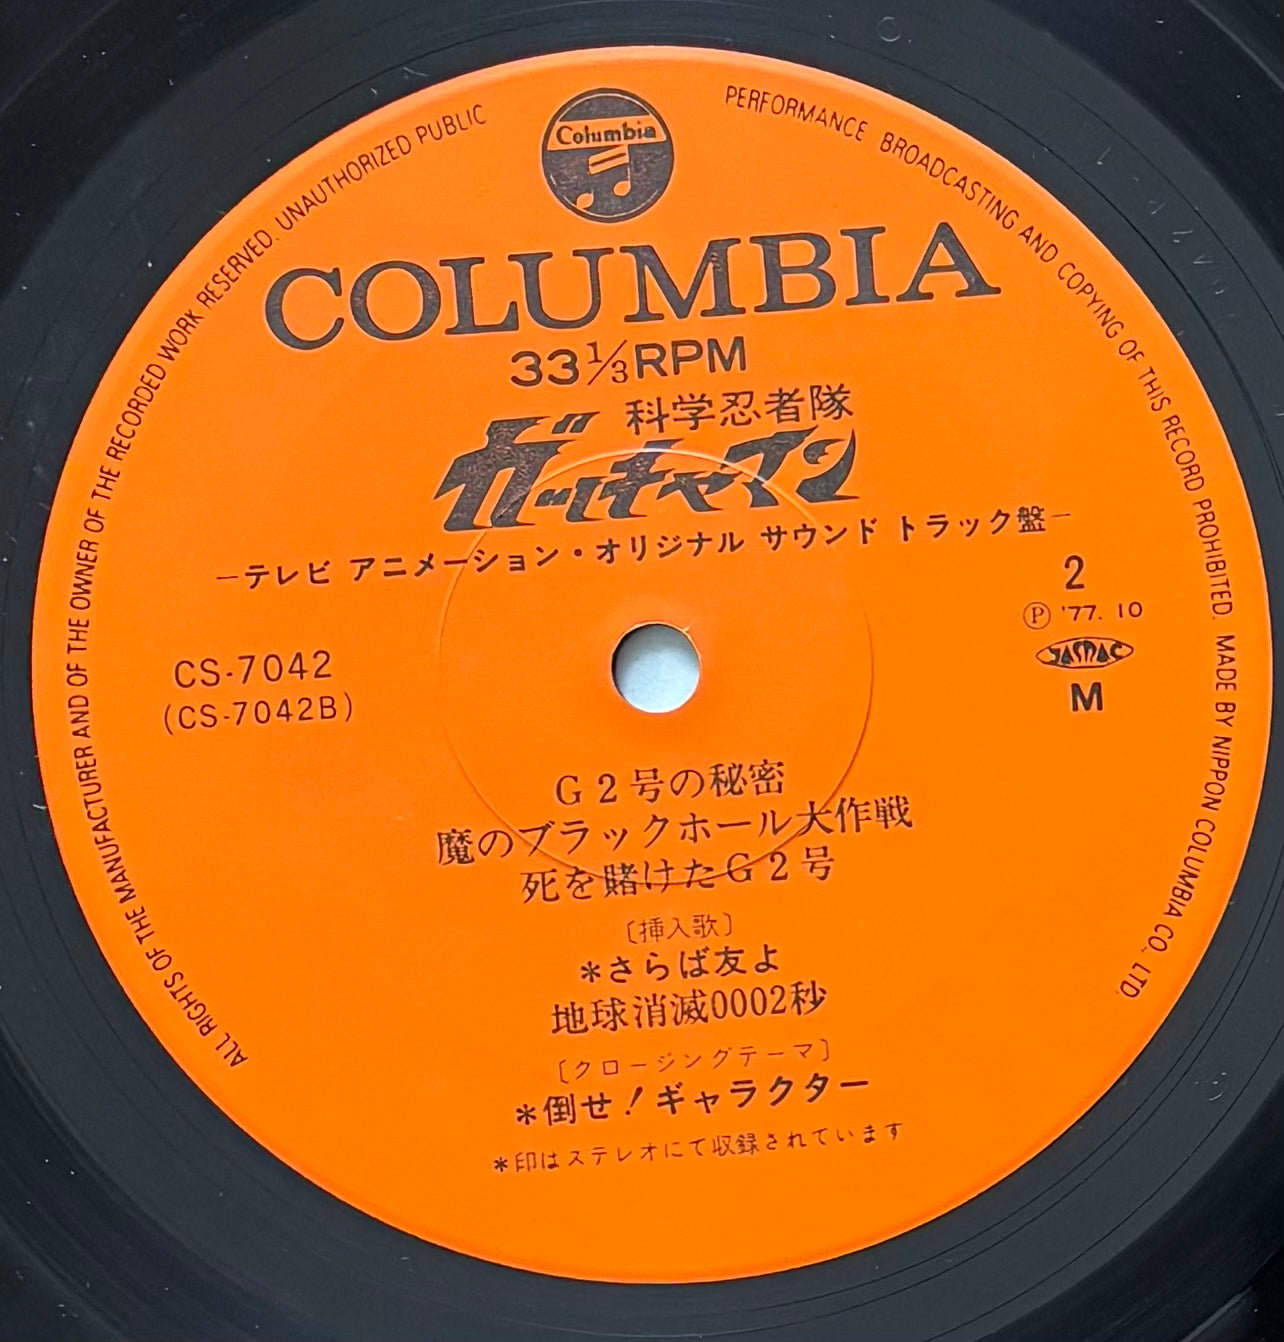 Columbia
ALL RIGHTS OF THE MANUFACTURER AND OF THE OWNER OF THE RECORDED WORK RESERVED. UNAUTHORIZED PUBLIC PERFORMANCE BROADCASTING AND COPYING OF THIS RECORD PROHIBITED. MADE BY NIPPON COLUMBIA CO., LTD.
COLUMBIA
33⅓RPM
科学忍者隊
ガッチャマン
—テレビ アニメーション・オリジナル サウンド トラック盤—
2
Ⓟ '77. 10
JASRAC
M
CS-7042
(CS-7042B)
G2号の秘密
魔のブラックホール大作戦
死を賭けたG2号
〔挿入歌〕
*さらば友よ
地球消滅0002秒
〔クロージングテーマ〕
*倒せ!ギャラクター
*印はステレオにて収録されています